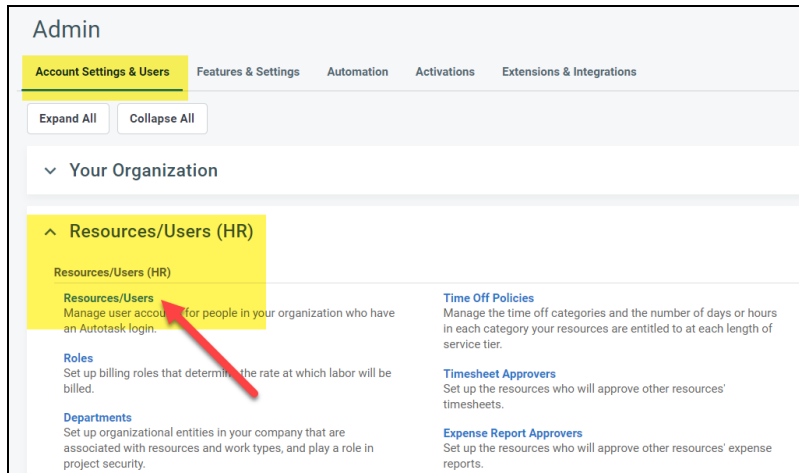 Admin
Account Settings & Users Features & Settings Automation Activations Extensions & Integrations
Expand All Collapse All
Your Organization
Resources/Users (HR)
Resources/Users (HR)
Resources/Users
Manage user for people in your organization who have
an Autotask login.
Roles
Set up billing roles that determine the rate at which labor will be
billed.
Departments
Set up organizational entities in your company that are
associated with resources and work types, and play a role in
project security.
Time Off Policies
Manage the time off categories and the number of days or hours
in each category your resources are entitled to at each length of
service tier.
Timesheet Approvers
Set up the resources who will approve other resources'
timesheets.
Expense Report Approvers
Set up the resources who will approve other resources' expense
reports.